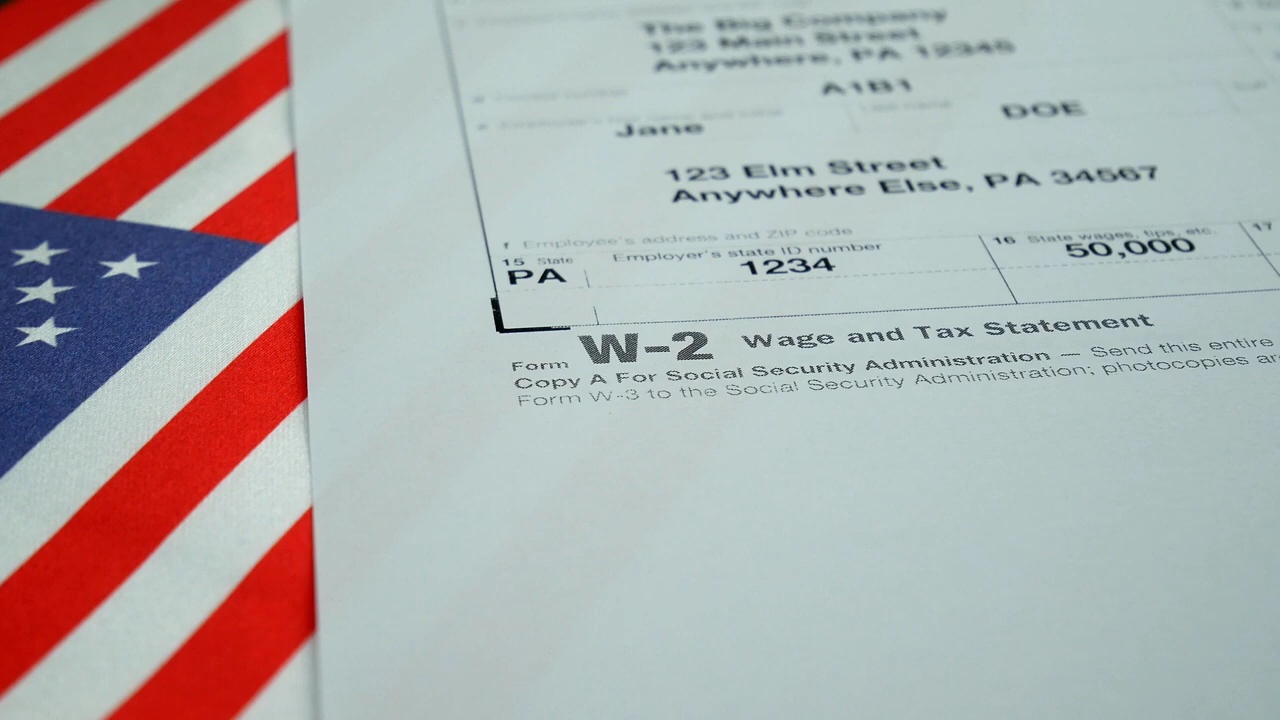 The Big Company
123 Main Street
Anywhere, PA 12345
A1B1
Jane DOE
123 Elm Street
Anywhere Else, PA 34567
f Employee's address and ZIP code
15 State Employer's state ID number 16 State wages, tips, etc. 17
PA 1234 50,000
Form W-2 Wage and Tax Statement
Copy A For Social Security Administration — Send this entire
Form W-3 to the Social Security Administration; photocopies